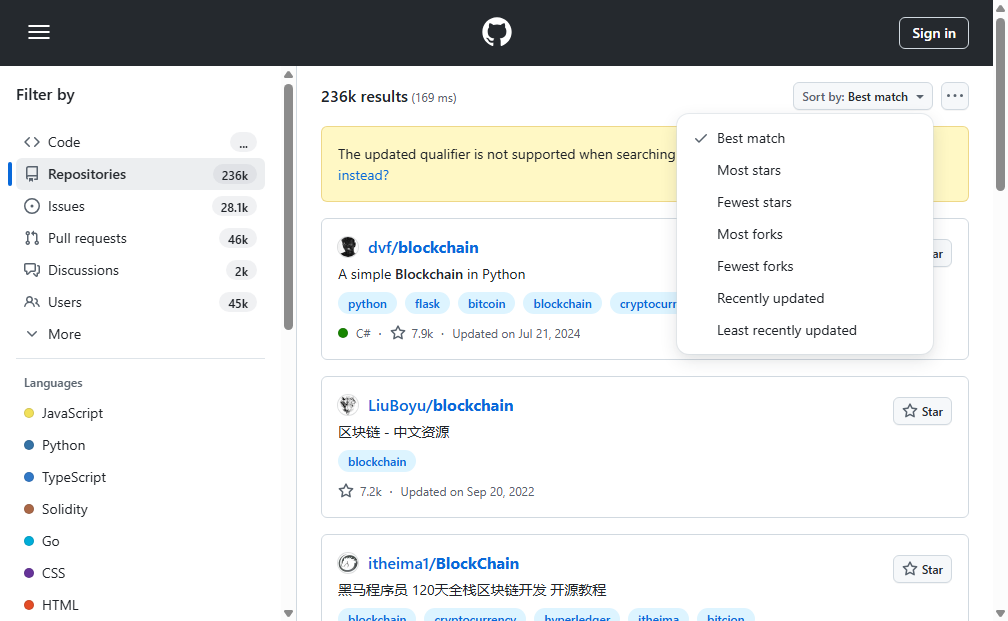 Sign in
Filter by
Code
...
Repositories
236k
Issues
28.1k
Pull requests
46k
Discussions
2k
Users
45k
More
Languages
JavaScript
Python
TypeScript
Solidity
Go
CSS
HTML
236k results (169 ms)
Sort by: Best match
Best match
Most stars
Fewest stars
Most forks
Fewest forks
Recently updated
Least recently updated
The updated qualifier is not supported when searching
instead?
dvf/blockchain
A simple Blockchain in Python
python flask bitcoin blockchain cryptocurr
C# · 7.9k · Updated on Jul 21, 2024
ar
LiuBoyu/blockchain
Star
区块链 - 中文资源
blockchain
7.2k · Updated on Sep 20, 2022
itheima1/BlockChain
Star
黑马程序员 120天全栈区块链开发 开源教程
blockchain cryptocurrency hyperledger itheima bitcion